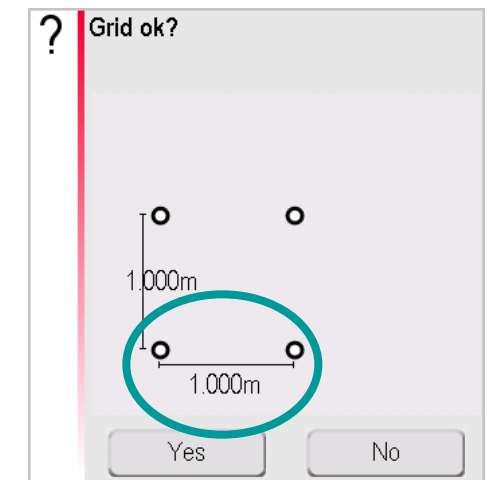 ?
Grid ok?
1.000m
1.000m
Yes
No